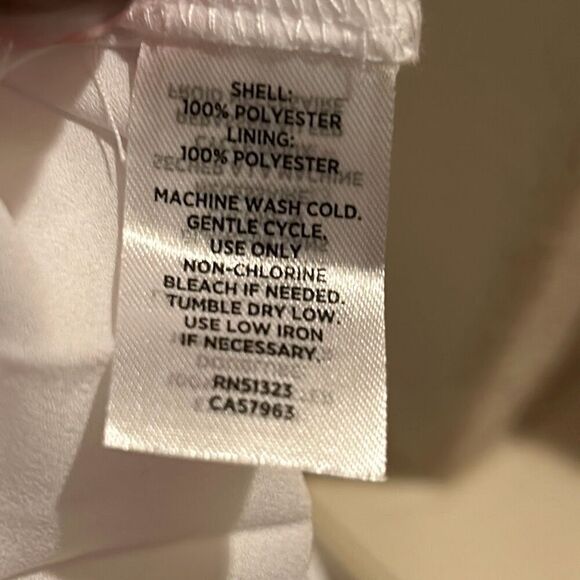 SHELL:
100% POLYESTER
LINING:
100% POLYESTER
MACHINE WASH COLD.
GENTLE CYCLE.
USE ONLY
NON-CHLORINE
BLEACH IF NEEDED.
TUMBLE DRY LOW.
USE LOW IRON
IF NECESSARY.
RN51323
CA57963